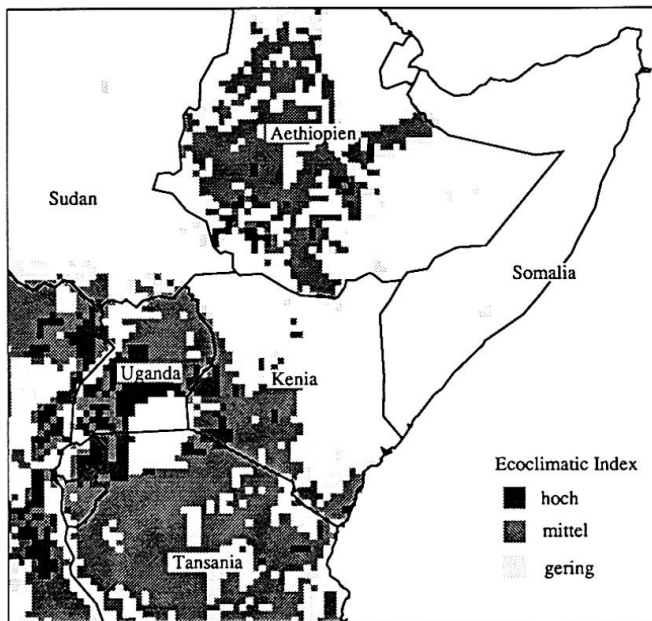 Aethiopien
Sudan
Somalia
Uganda
Kenia
Tansania
Ecoclimatic Index
hoch
mittel
gering